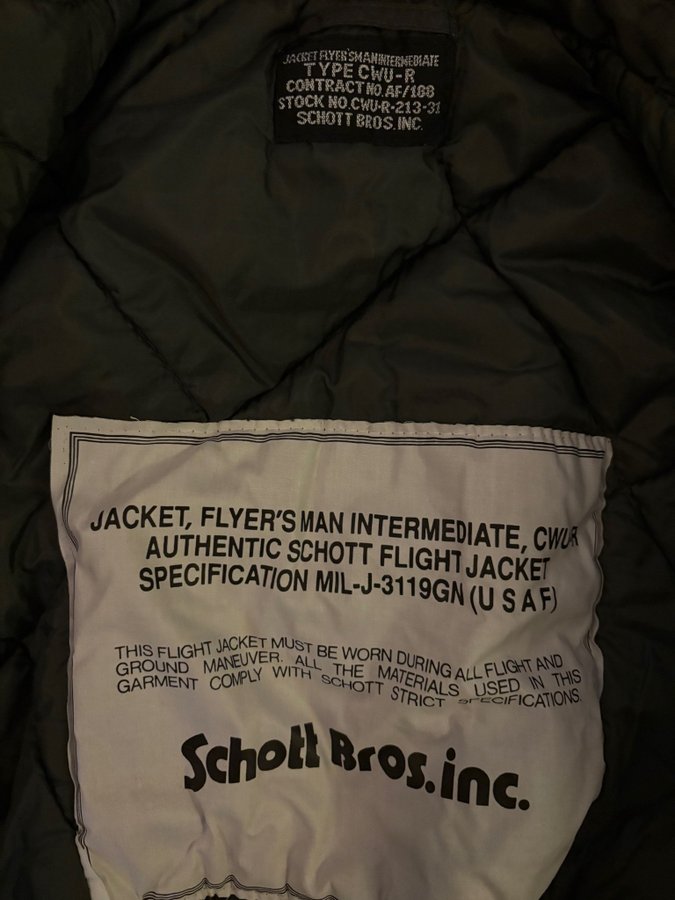 JACKET FLYER'S MAN INTERMEDIATE
TYPE CWU-R
CONTRACT NO. AF/188
STOCK NO. CWU-R-213-31
SCHOTT BROS. INC.
JACKET, FLYER'S MAN INTERMEDIATE, CWU-R
AUTHENTIC SCHOTT FLIGHT JACKET
SPECIFICATION MIL-J-3119GN (U S A F)
THIS FLIGHT JACKET MUST BE WORN DURING ALL FLIGHT AND
GROUND MANEUVER. ALL THE MATERIALS USED IN THIS
GARMENT COMPLY WITH SCHOTT STRICT SPECIFICATIONS.
Schott Bros. inc.